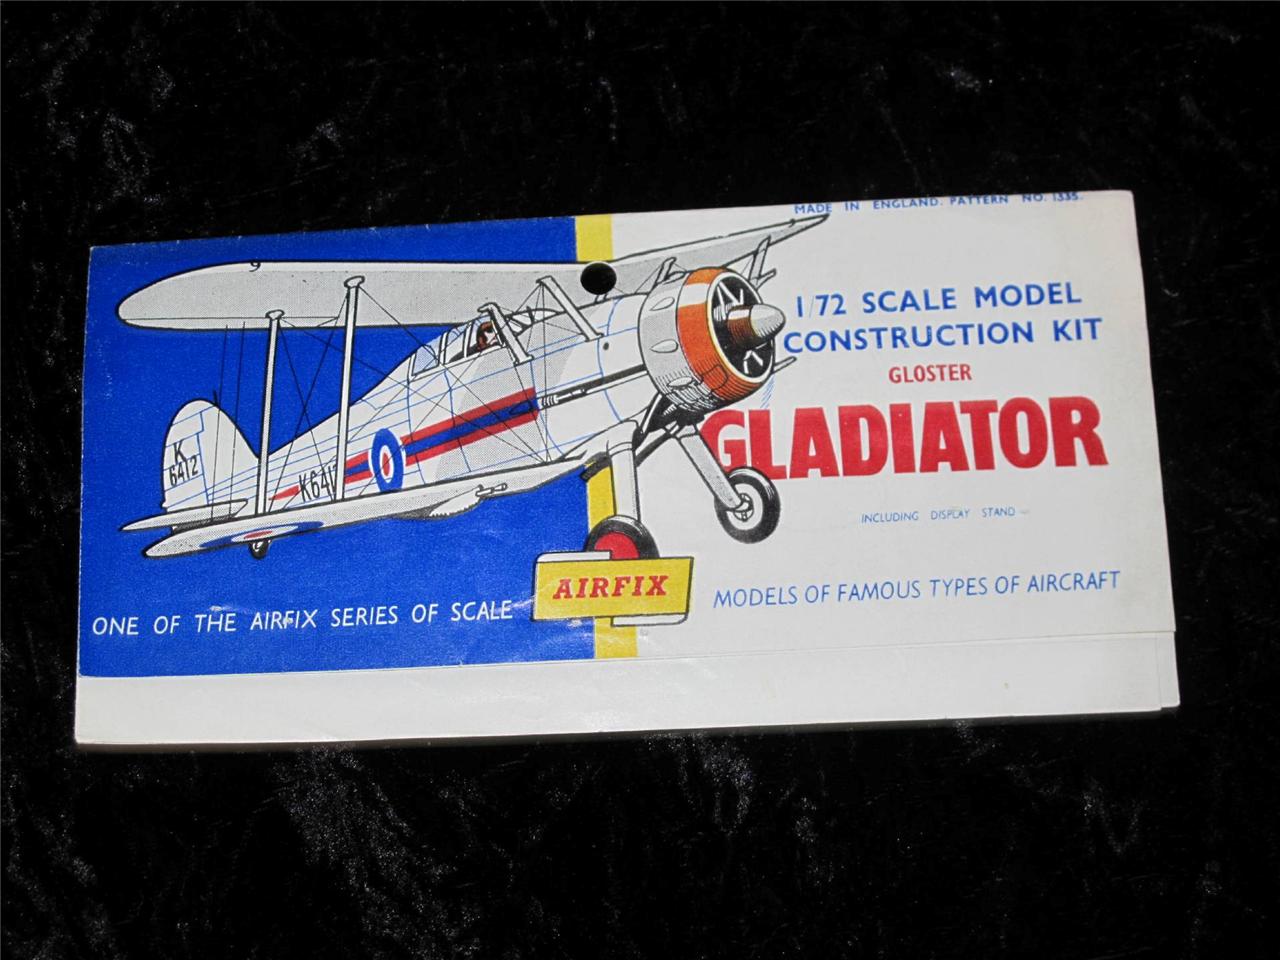 MADE IN ENGLAND. PATTERN NO. 1335.
1/72 SCALE MODEL
CONSTRUCTION KIT
GLOSTER
GLADIATOR
INCLUDING DISPLAY STAND
K
6412
K641
AIRFIX
ONE OF THE AIRFIX SERIES OF SCALE MODELS OF FAMOUS TYPES OF AIRCRAFT